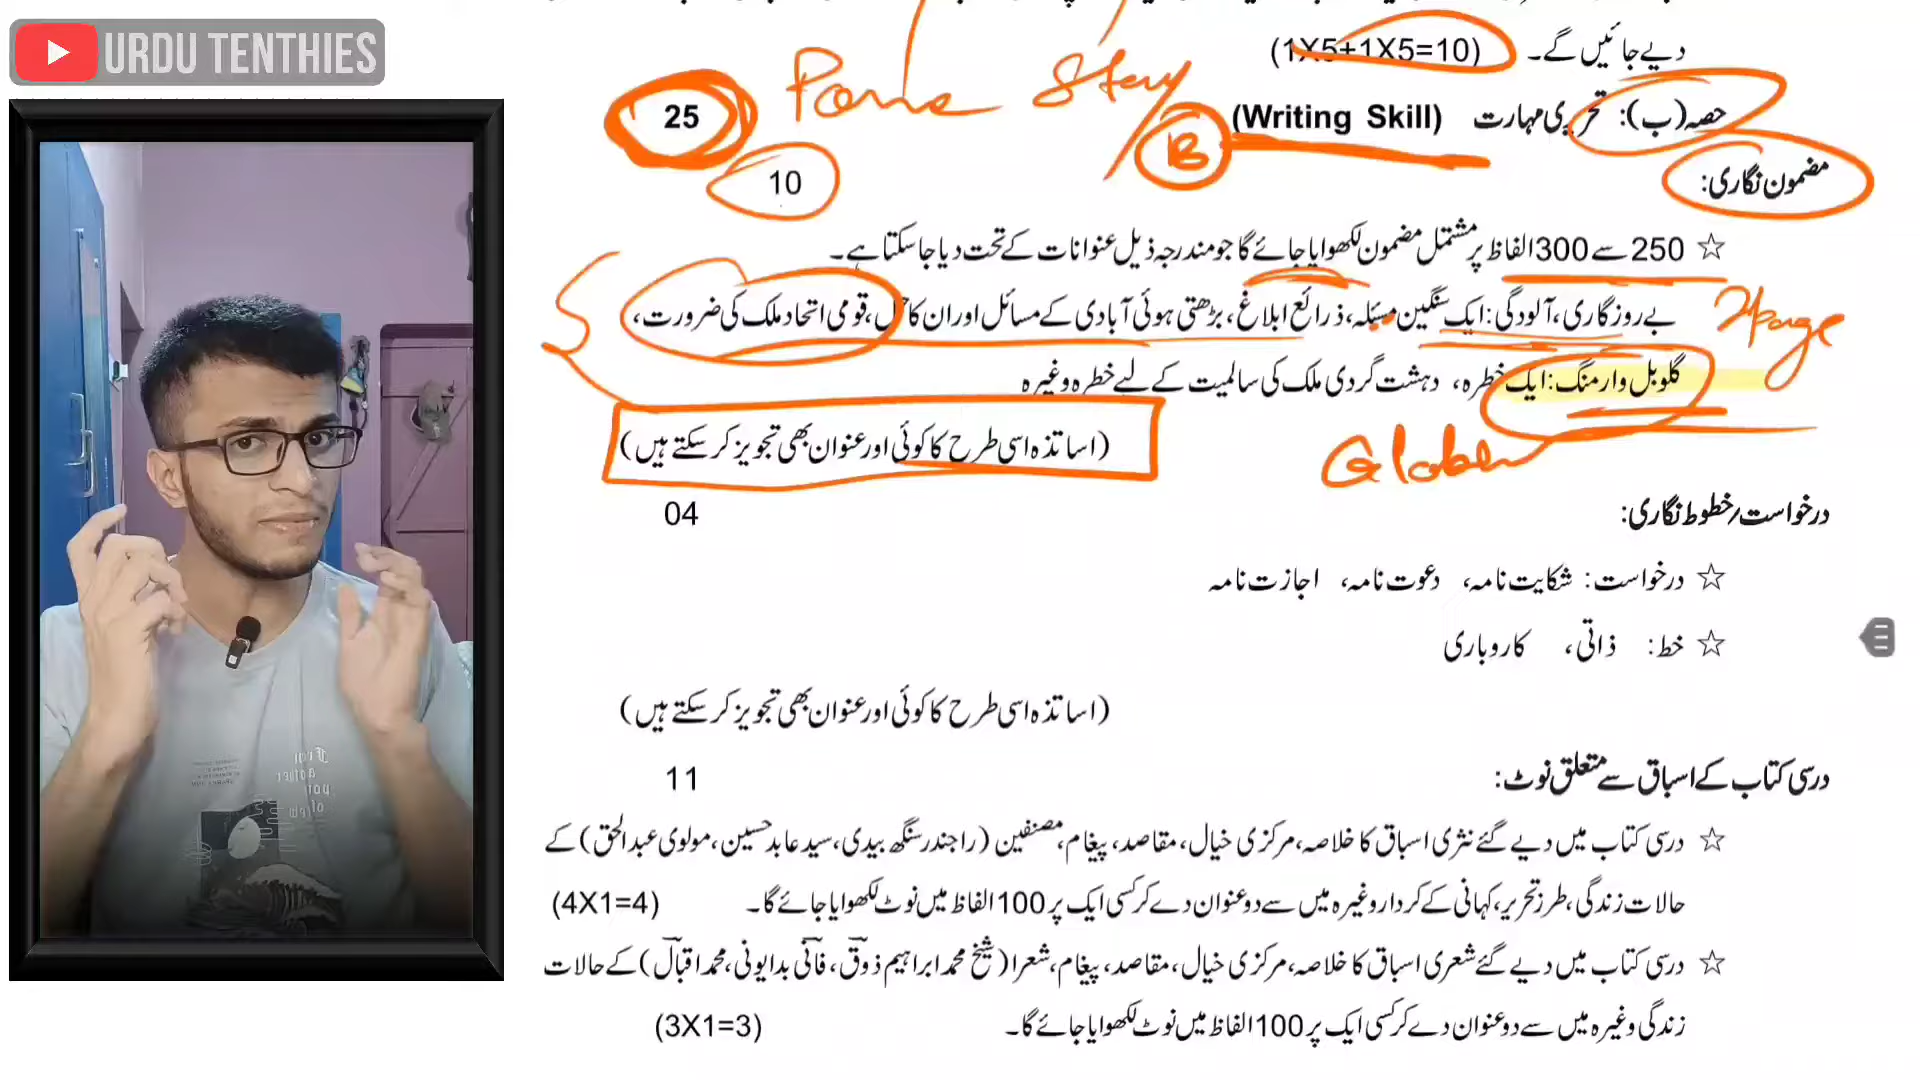 URDU TENTHIES
دیے جائیں گے۔ (1X5+1X5=10)
حصہ (ب): تحریری مہارت (Writing Skill) 25
B
مضمون نگاری: 10
☆ 250 سے 300 الفاظ پر مشتمل مضمون لکھوایا جائے گا جو مندرجہ ذیل عنوانات کے تحت دیا جا سکتا ہے۔
بے روزگاری، آلودگی: ایک سنگین مسئلہ، ذرائع ابلاغ، بڑھتی ہوئی آبادی کے مسائل اور ان کا حل، قومی اتحاد ملک کی ضرورت،
page
گلوبل وارمنگ: ایک خطرہ، دہشت گردی ملک کی سالمیت کے لیے خطرہ وغیرہ
(اساتذہ اسی طرح کا کوئی اور عنوان بھی تجویز کر سکتے ہیں)
درخواست/خطوط نگاری: 04
☆ درخواست: شکایت نامہ، دعوت نامہ، اجازت نامہ
☆ خط: ذاتی، کاروباری
(اساتذہ اسی طرح کا کوئی اور عنوان بھی تجویز کر سکتے ہیں)
درسی کتاب کے اسباق سے متعلق نوٹ: 11
☆ درسی کتاب میں دیے گئے نثری اسباق کا خلاصہ، مرکزی خیال، مقاصد، پیغام، مصنفین (راجندر سنگھ بیدی، سید عابد حسین، مولوی عبدالحق) کے
حالات زندگی، طرز تحریر، کہانی کے کردار وغیرہ میں سے دو عنوان دے کر کسی ایک پر 100 الفاظ میں نوٹ لکھوایا جائے گا۔ (4X1=4)
☆ درسی کتاب میں دیے گئے شعری اسباق کا خلاصہ، مرکزی خیال، مقاصد، پیغام، شعرا (شیخ محمد ابراہیم ذوقؔ، فانیؔ بدایونی، محمد اقبالؔ) کے حالات
زندگی وغیرہ میں سے دو عنوان دے کر کسی ایک پر 100 الفاظ میں نوٹ لکھوایا جائے گا۔ (3X1=3)